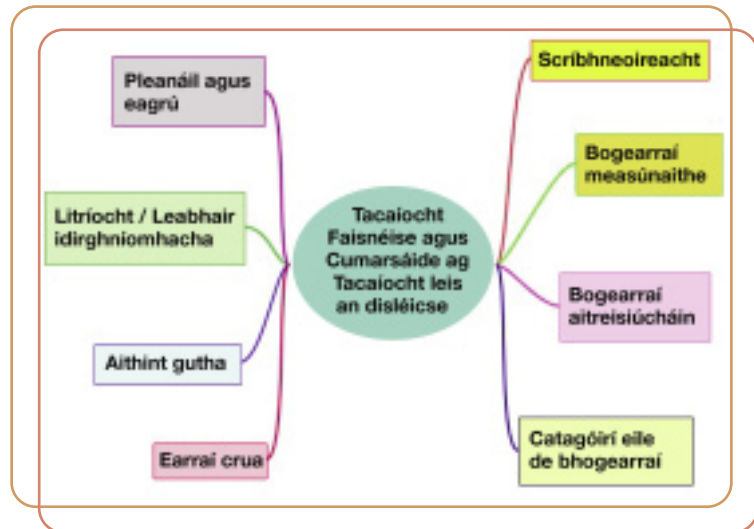 Pleanáil agus
eagrú
Litríocht / Leabhair
idirghníomhacha
Aithint gutha
Earraí crua
Tacaíocht
Faisnéise agus
Cumarsáide ag
Tacaíocht leis
an disléicse
Scríbhneoireacht
Bogearraí
measúnaithe
Bogearraí
aitreisiúcháin
Catagóirí eile
de bhogearraí